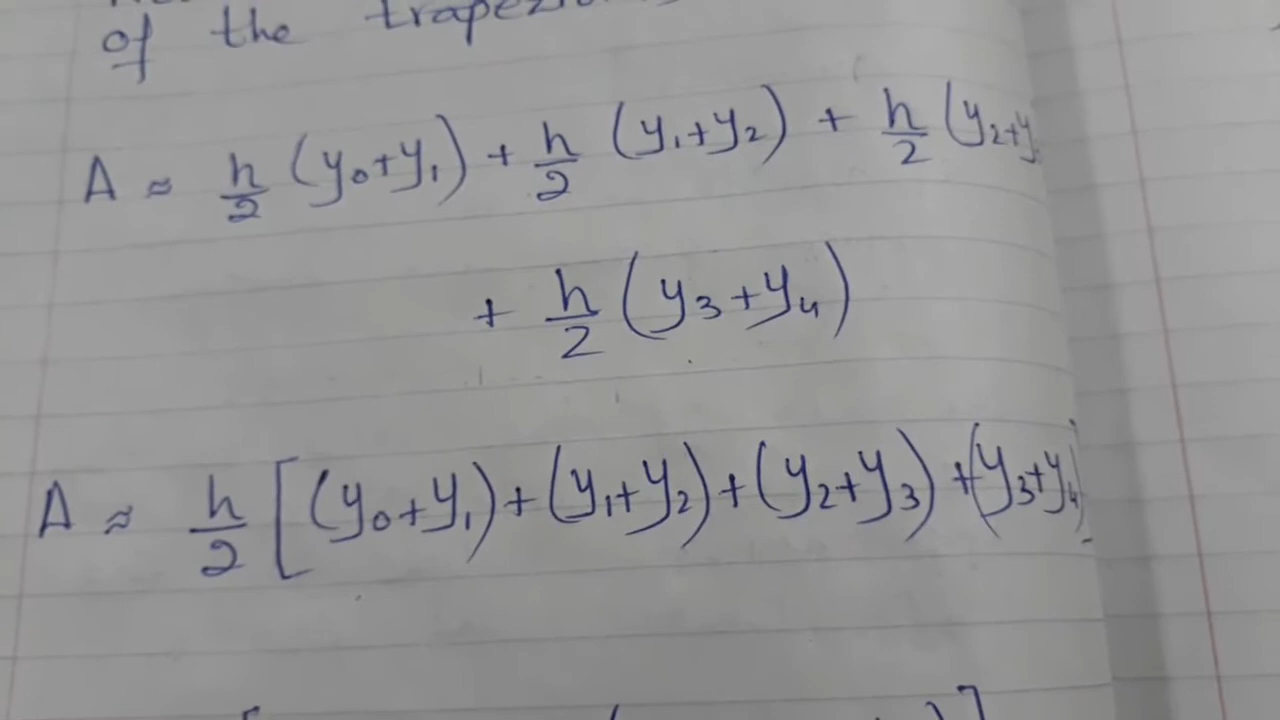 of the
A ≈ h/2 (y₀+y₁) + h/2 (y₁+y₂) + h/2 (y₂+y
+ h/2 (y₃+y₄)
A ≈ h/2 [(y₀+y₁)+(y₁+y₂)+(y₂+y₃)+(y₃+y₄)